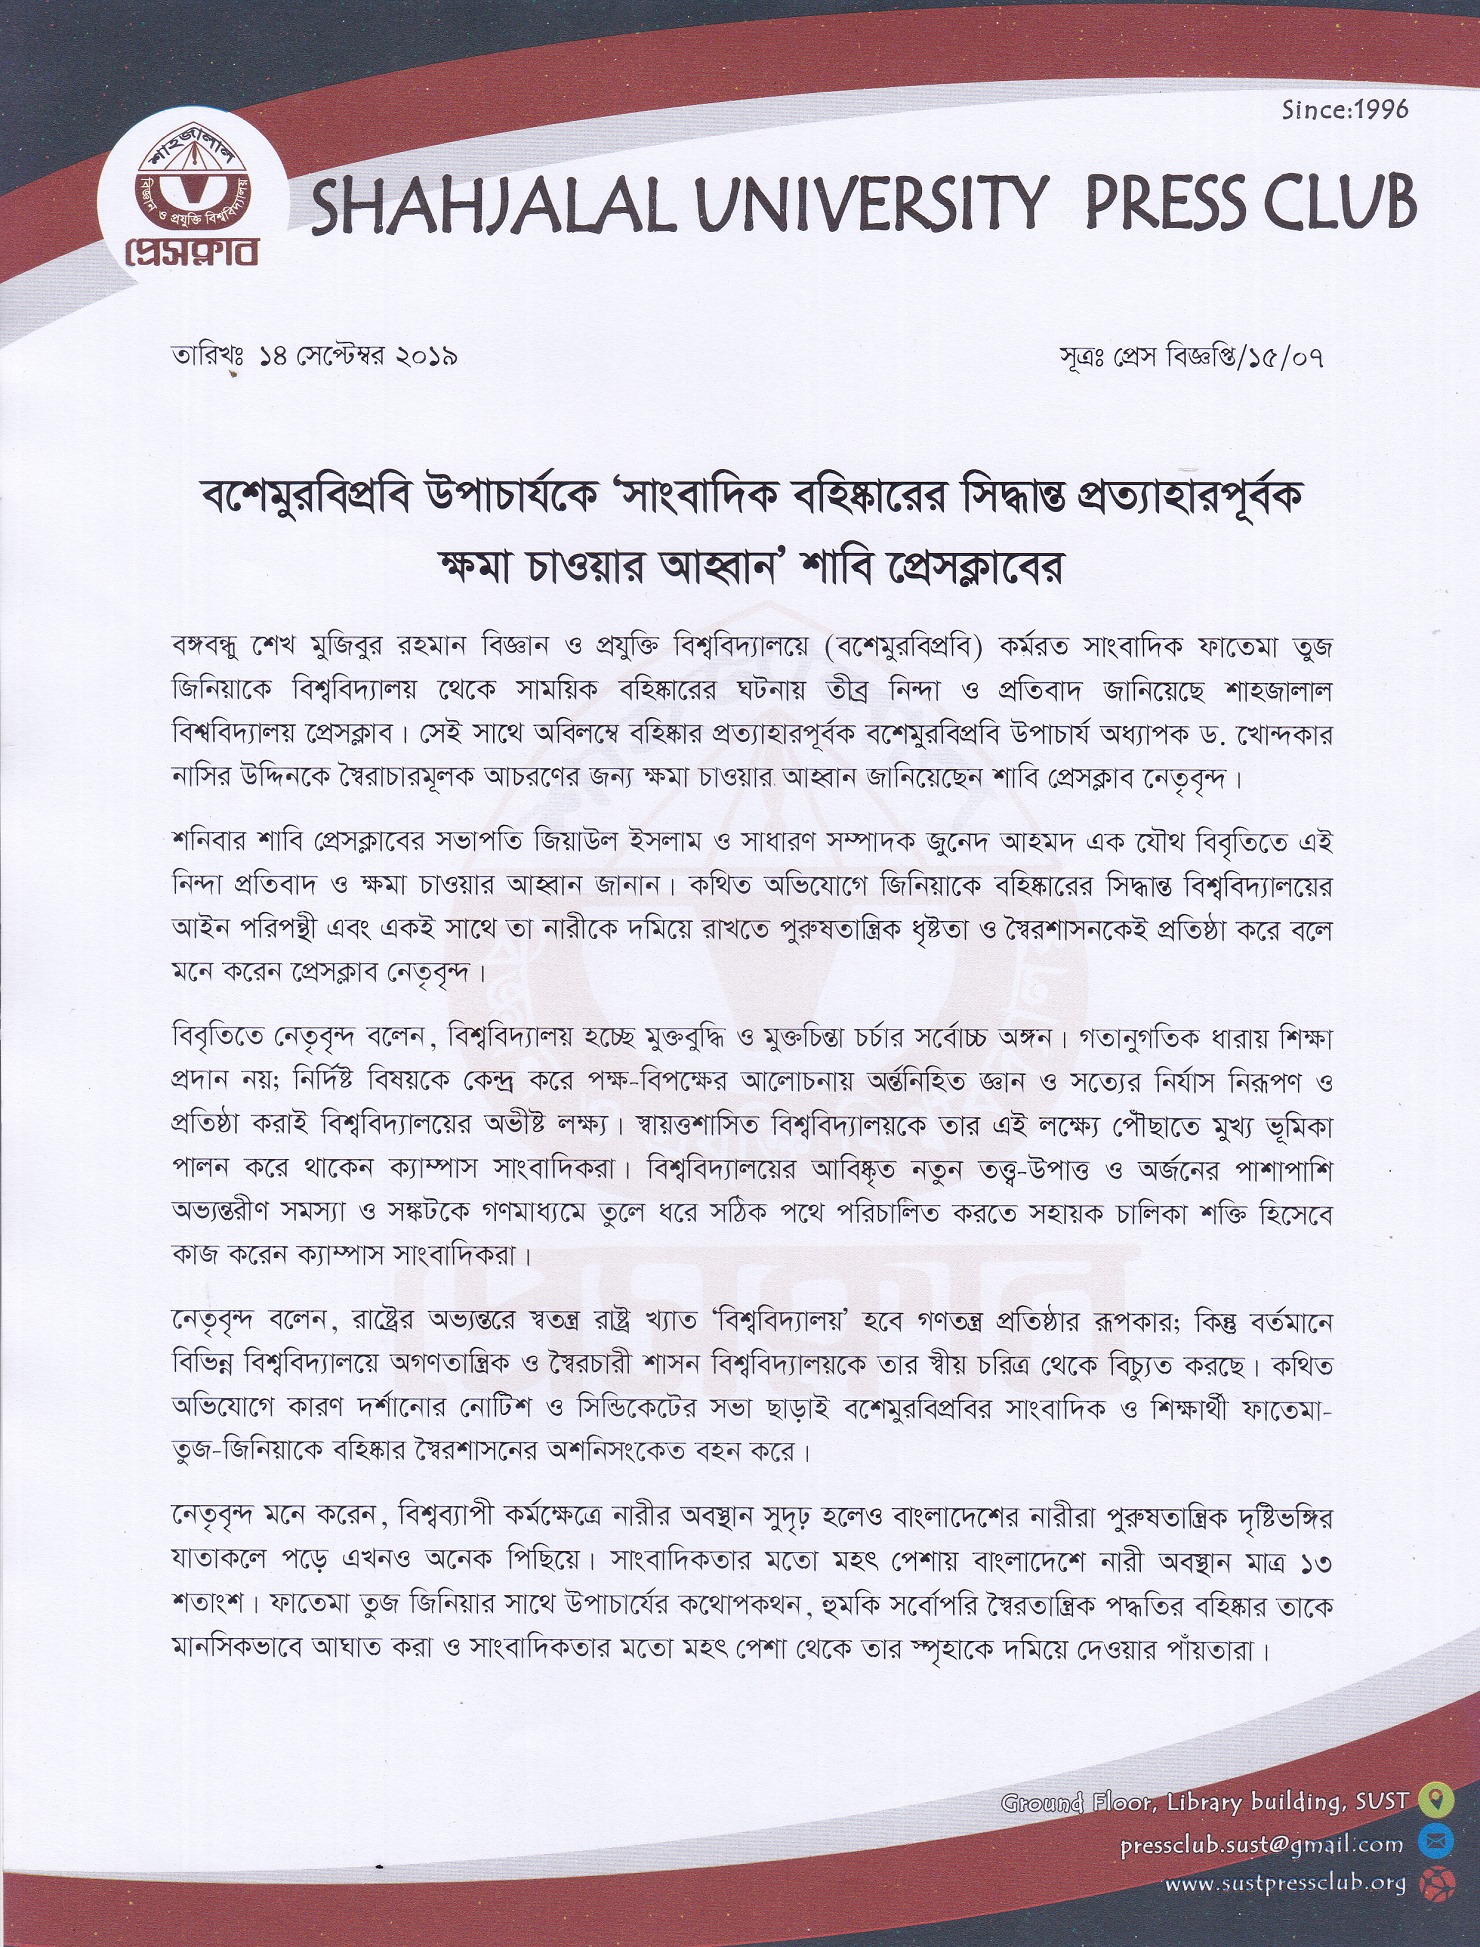 Since:1996
শাহজালাল
বিজ্ঞান ও প্রযুক্তি বিশ্ববিদ্যালয়
প্রেসক্লাব
SHAHJALAL UNIVERSITY PRESS CLUB
তারিখঃ ১৪ সেপ্টেম্বর ২০১৯
সূত্রঃ প্রেস বিজ্ঞপ্তি/১৫/০৭
বশেমুরবিপ্রবি উপাচার্যকে ‘সাংবাদিক বহিষ্কারের সিদ্ধান্ত প্রত্যাহারপূর্বক
ক্ষমা চাওয়ার আহ্বান’ শাবি প্রেসক্লাবের
বঙ্গবন্ধু শেখ মুজিবুর রহমান বিজ্ঞান ও প্রযুক্তি বিশ্ববিদ্যালয়ে (বশেমুরবিপ্রবি) কর্মরত সাংবাদিক ফাতেমা তুজ
জিনিয়াকে বিশ্ববিদ্যালয় থেকে সাময়িক বহিষ্কারের ঘটনায় তীব্র নিন্দা ও প্রতিবাদ জানিয়েছে শাহজালাল
বিশ্ববিদ্যালয় প্রেসক্লাব। সেই সাথে অবিলম্বে বহিষ্কার প্রত্যাহারপূর্বক বশেমুরবিপ্রবি উপাচার্য অধ্যাপক ড. খোন্দকার
নাসির উদ্দিনকে স্বৈরাচারমূলক আচরণের জন্য ক্ষমা চাওয়ার আহ্বান জানিয়েছেন শাবি প্রেসক্লাব নেতৃবৃন্দ।
শনিবার শাবি প্রেসক্লাবের সভাপতি জিয়াউল ইসলাম ও সাধারণ সম্পাদক জুনেদ আহমদ এক যৌথ বিবৃতিতে এই
নিন্দা প্রতিবাদ ও ক্ষমা চাওয়ার আহ্বান জানান। কথিত অভিযোগে জিনিয়াকে বহিষ্কারের সিদ্ধান্ত বিশ্ববিদ্যালয়ের
আইন পরিপন্থী এবং একই সাথে তা নারীকে দমিয়ে রাখতে পুরুষতান্ত্রিক ধৃষ্টতা ও স্বৈরশাসনকেই প্রতিষ্ঠা করে বলে
মনে করেন প্রেসক্লাব নেতৃবৃন্দ।
বিবৃতিতে নেতৃবৃন্দ বলেন, বিশ্ববিদ্যালয় হচ্ছে মুক্তবুদ্ধি ও মুক্তচিন্তা চর্চার সর্বোচ্চ অঙ্গন। গতানুগতিক ধারায় শিক্ষা
প্রদান নয়; নির্দিষ্ট বিষয়কে কেন্দ্র করে পক্ষ-বিপক্ষের আলোচনায় অর্ন্তনিহিত জ্ঞান ও সত্যের নির্যাস নিরূপণ ও
প্রতিষ্ঠা করাই বিশ্ববিদ্যালয়ের অভীষ্ট লক্ষ্য। স্বায়ত্তশাসিত বিশ্ববিদ্যালয়কে তার এই লক্ষ্যে পৌঁছাতে মুখ্য ভূমিকা
পালন করে থাকেন ক্যাম্পাস সাংবাদিকরা। বিশ্ববিদ্যালয়ের আবিষ্কৃত নতুন তত্ত্ব-উপাত্ত ও অর্জনের পাশাপাশি
অভ্যন্তরীণ সমস্যা ও সঙ্কটকে গণমাধ্যমে তুলে ধরে সঠিক পথে পরিচালিত করতে সহায়ক চালিকা শক্তি হিসেবে
কাজ করেন ক্যাম্পাস সাংবাদিকরা।
নেতৃবৃন্দ বলেন, রাষ্ট্রের অভ্যন্তরে স্বতন্ত্র রাষ্ট্র খ্যাত ‘বিশ্ববিদ্যালয়’ হবে গণতন্ত্র প্রতিষ্ঠার রূপকার; কিন্তু বর্তমানে
বিভিন্ন বিশ্ববিদ্যালয়ে অগণতান্ত্রিক ও স্বৈরচারী শাসন বিশ্ববিদ্যালয়কে তার স্বীয় চরিত্র থেকে বিচ্যুত করছে। কথিত
অভিযোগে কারণ দর্শানোর নোটিশ ও সিন্ডিকেটের সভা ছাড়াই বশেমুরবিপ্রবির সাংবাদিক ও শিক্ষার্থী ফাতেমা-
তুজ-জিনিয়াকে বহিষ্কার স্বৈরশাসনের অশনিসংকেত বহন করে।
নেতৃবৃন্দ মনে করেন, বিশ্বব্যাপী কর্মক্ষেত্রে নারীর অবস্থান সুদৃঢ় হলেও বাংলাদেশের নারীরা পুরুষতান্ত্রিক দৃষ্টিভঙ্গির
যাতাকলে পড়ে এখনও অনেক পিছিয়ে। সাংবাদিকতার মতো মহৎ পেশায় বাংলাদেশে নারী অবস্থান মাত্র ১৩
শতাংশ। ফাতেমা তুজ জিনিয়ার সাথে উপাচার্যের কথোপকথন, হুমকি সর্বোপরি স্বৈরতান্ত্রিক পদ্ধতির বহিষ্কার তাকে
মানসিকভাবে আঘাত করা ও সাংবাদিকতার মতো মহৎ পেশা থেকে তার স্পৃহাকে দমিয়ে দেওয়ার পাঁয়তারা।
Ground Floor, Library building, SUST
pressclub.sust@gmail.com
www.sustpressclub.org